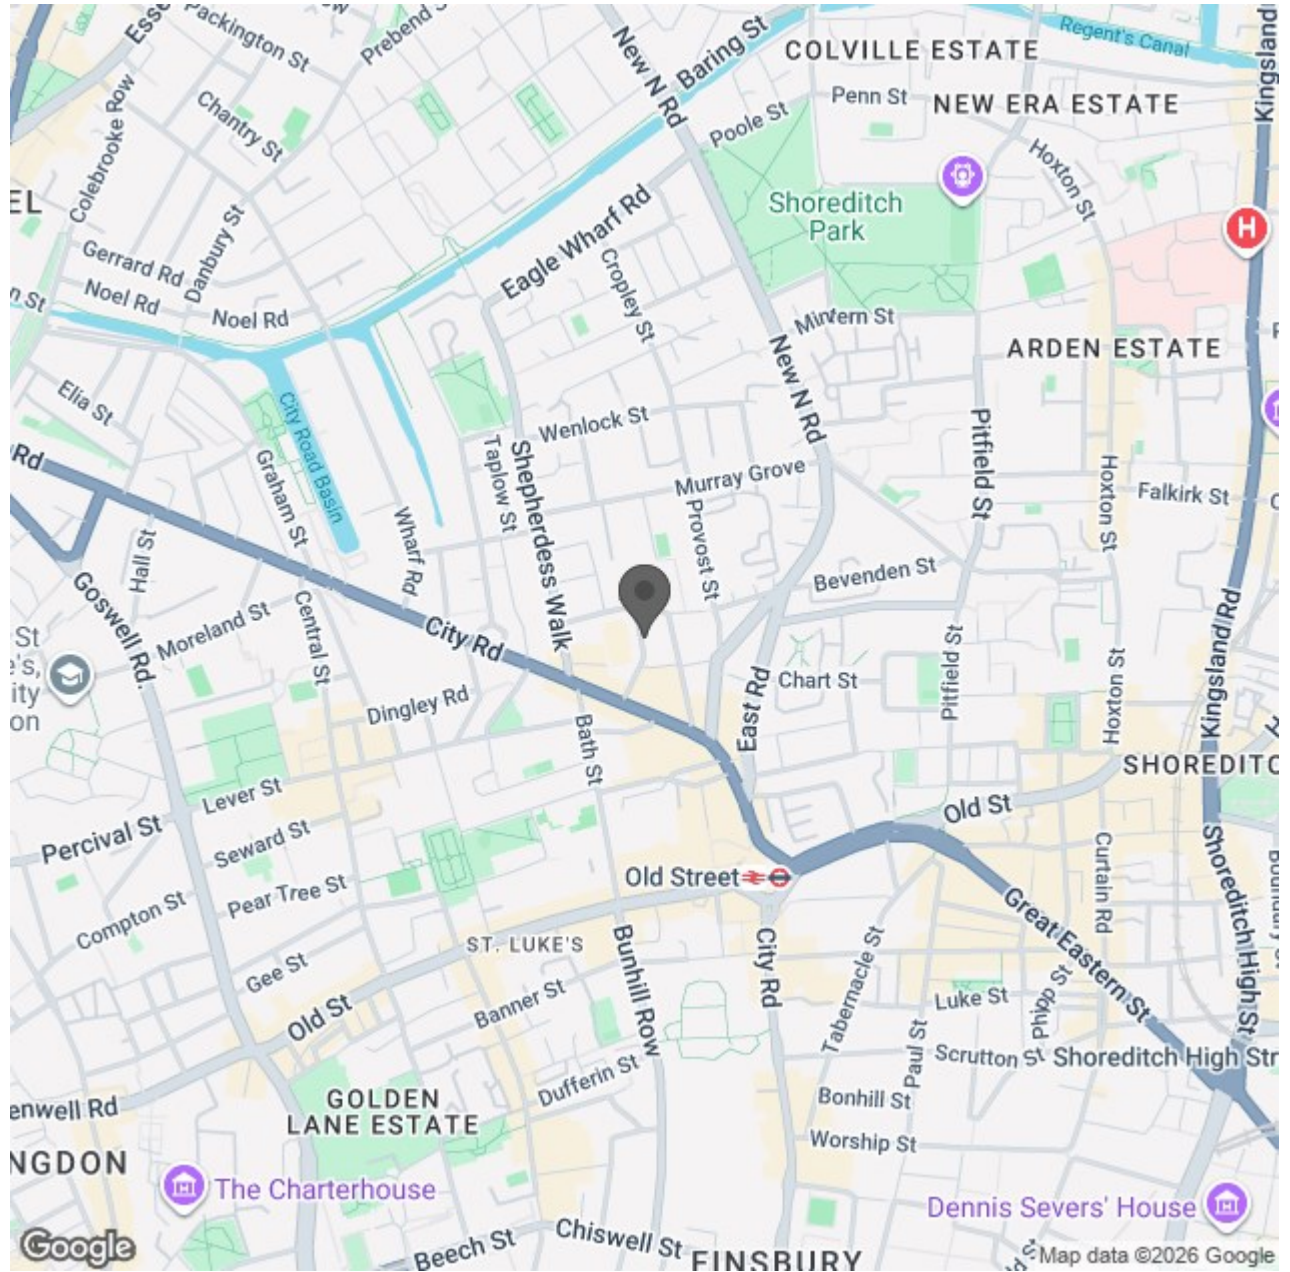 Packington St
Prebend S
Chantry St
Colebrooke Row
EL
Gerrard Rd
Danbury St
Noel Rd
Noel Rd
n St
New N Rd
Baring St
COLVILLE ESTATE
Regent's Canal
Kingsland
Penn St
NEW ERA ESTATE
Poole St
Hoxton St
Shoreditch
Park
H
Eagle Wharf Rd
Cropley St
New N Rd
ARDEN ESTATE
Elia St
City Road Basin
Wenlock St
Rd
Graham St
Taplow St
Shepherdess Walk
Murray Grove
Pitfield St
Hoxton St
Falkirk St
Wharf Rd
Provost St
Hall St
Goswell Rd.
Moreland St
Central St
City Rd
Bevenden St
St
's,
ity
on
Dingley Rd
Bath St
East Rd
Chart St
Pitfield St
Hoxton St
Kingsland Rd
SHOREDITC
Lever St
Percival St
Seward St
Old St
Old Street
Curtain Rd
Shoreditch High St
Pear Tree St
Compton St
ST. LUKE'S
Gee St
Bunhill Row
City Rd
Tabernacle St
Great Eastern St
Old St
Banner St
Luke St
Phipp St
Paul St
Scrutton St
Shoreditch High Str
Dufferin St
Bonhill St
enwell Rd
GOLDEN
LANE ESTATE
Worship St
NGDON
The Charterhouse
Dennis Severs' House
Beech St
Chiswell St
FINSBURY
Google
Map data ©2026 Google